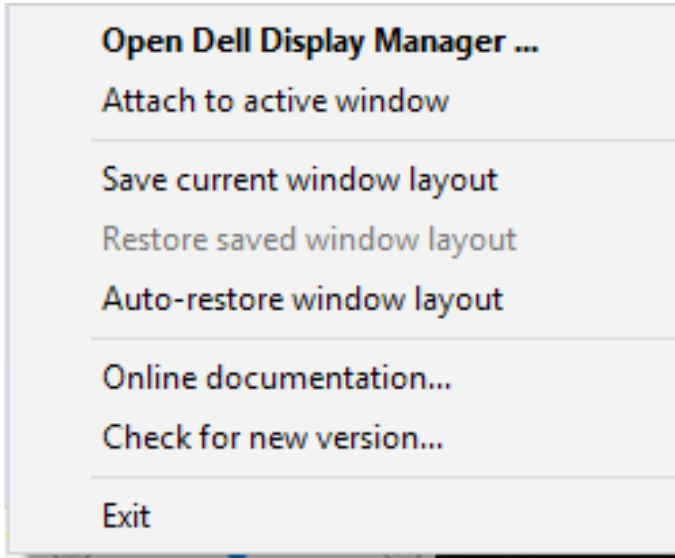 Open Dell Display Manager ...
Attach to active window
Save current window layout
Restore saved window layout
Auto-restore window layout
Online documentation...
Check for new version...
Exit